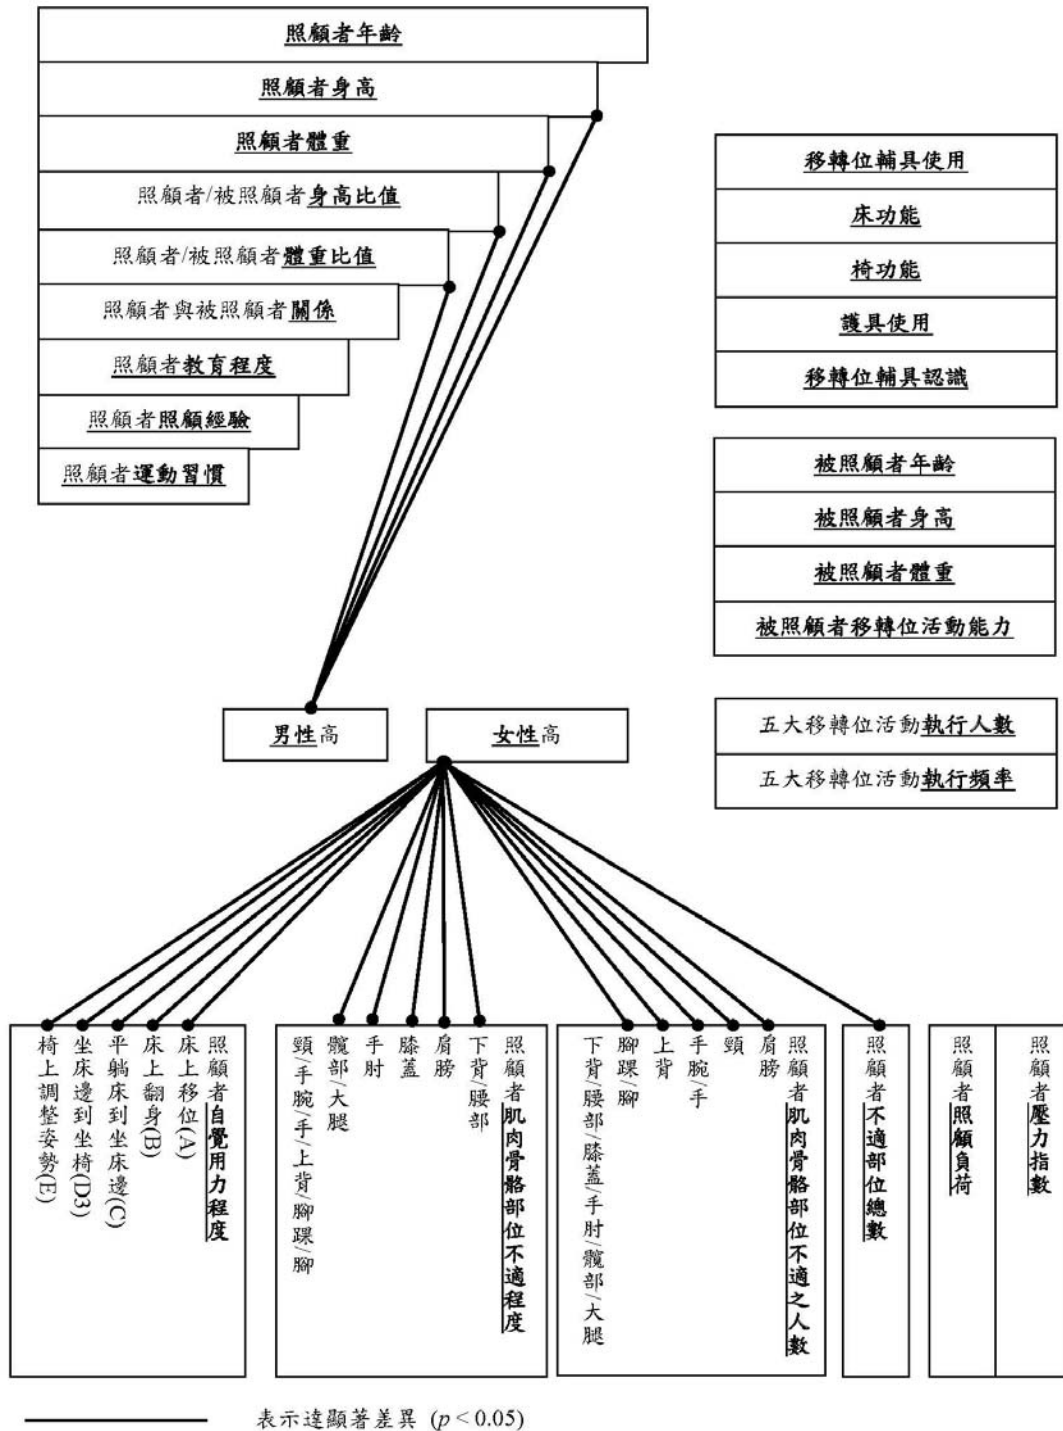 照顧者年齡
照顧者身高
照顧者體重
照顧者/被照顧者身高比值
照顧者/被照顧者體重比值
照顧者與被照顧者關係
照顧者教育程度
照顧者照顧經驗
照顧者運動習慣
移轉位輔具使用
床功能
椅功能
護具使用
移轉位輔具認識
被照顧者年齡
被照顧者身高
被照顧者體重
被照顧者移轉位活動能力
五大移轉位活動執行人數
五大移轉位活動執行頻率
男性高
女性高
照顧者自覺用力程度
床上移位(A)
床上翻身(B)
平躺床到坐床邊(C)
坐床邊到坐椅(D3)
椅上調整姿勢(E)
照顧者肌肉骨骼部位不適程度
下背/腰部
肩膀
膝蓋
手肘
髖部/大腿
頸/手腕/手/上背/腳踝/腳
照顧者肌肉骨骼部位不適之人數
肩膀
頸
手腕/手
上背
腳踝/腳
下背/腰部/膝蓋/手肘/髖部/大腿
照顧者不適部位總數
照顧者照顧負荷
照顧者壓力指數
表示達顯著差異 (p < 0.05)